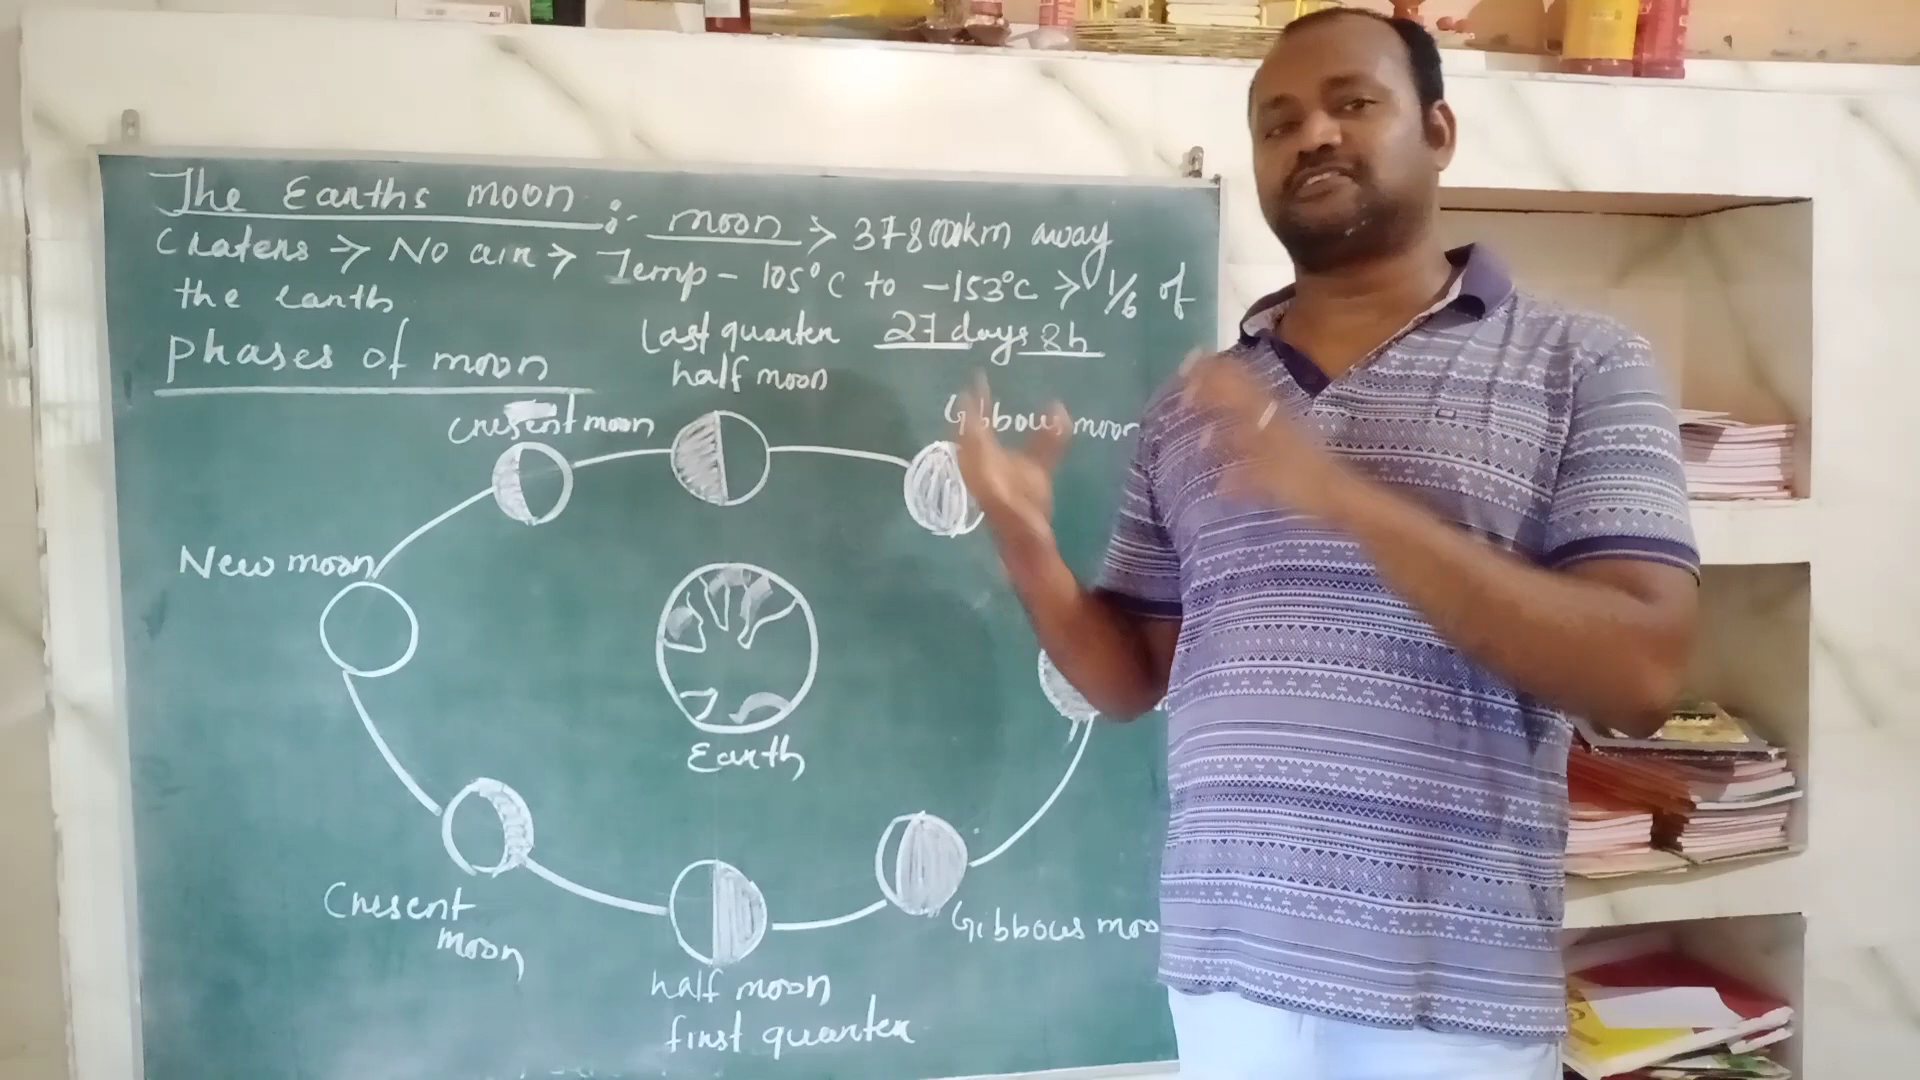 The Earths moon :- moon > 378000km away
Craters > No air > Temp - 105°C to -153°C > 1/6 of
the earth
phases of moon
Last quarter 27 days 8h
half moon
Cresent moon
Gibbous moon
New moon
Earth
Cresent
moon
Gibbous moo
half moon
first quarter